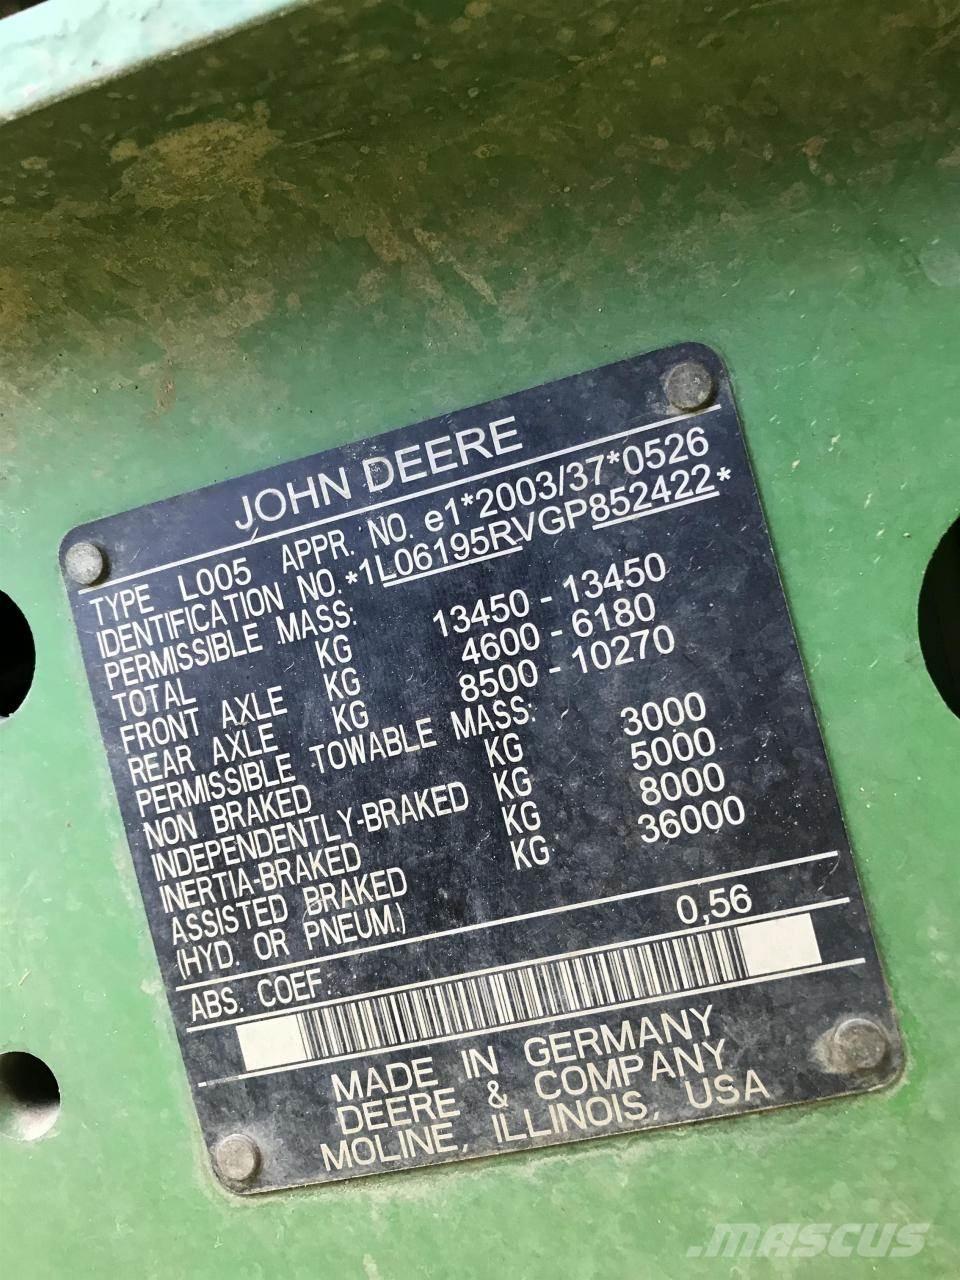 JOHN DEERE
TYPE L005 APPR. NO. e1*2003/37*0526
IDENTIFICATION NO.*1L06195RVGP852422*
PERMISSIBLE MASS:
TOTAL KG 13450 - 13450
FRONT AXLE KG 4600 - 6180
REAR AXLE KG 8500 - 10270
PERMISSIBLE TOWABLE MASS:
NON BRAKED KG 3000
INDEPENDENTLY-BRAKED KG 5000
INERTIA-BRAKED KG 8000
ASSISTED BRAKED KG 36000
(HYD. OR PNEUM.)
ABS. COEF. 0,56
MADE IN GERMANY
DEERE & COMPANY
MOLINE, ILLINOIS, USA
MASCUS